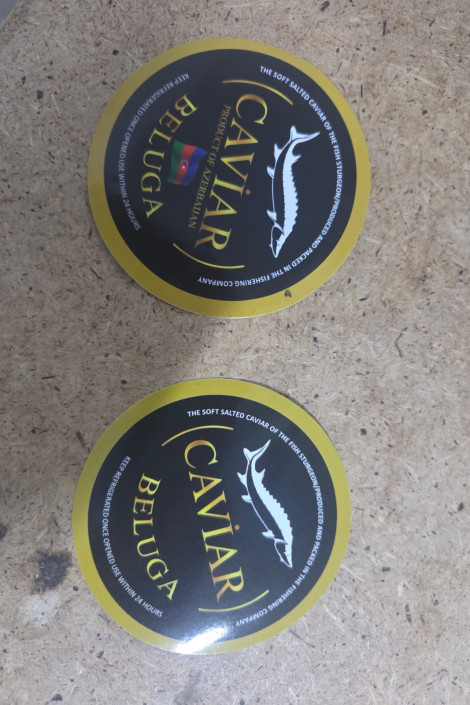 THE SOFT SALTED CAVIAR OF THE FISH STURGEON/PRODUCED AND PACKED IN THE FISHERING COMPANY
CAViAR
PRODUCT OF AZERBAIJAN
BELUGA
KEEP REFRIGERATED ONCE OPENED USE WITHIN 24 HOURS
THE SOFT SALTED CAVIAR OF THE FISH STURGEON/PRODUCED AND PACKED IN THE FISHERING COMPANY
CAViAR
BELUGA
KEEP REFRIGERATED ONCE OPENED USE WITHIN 24 HOURS